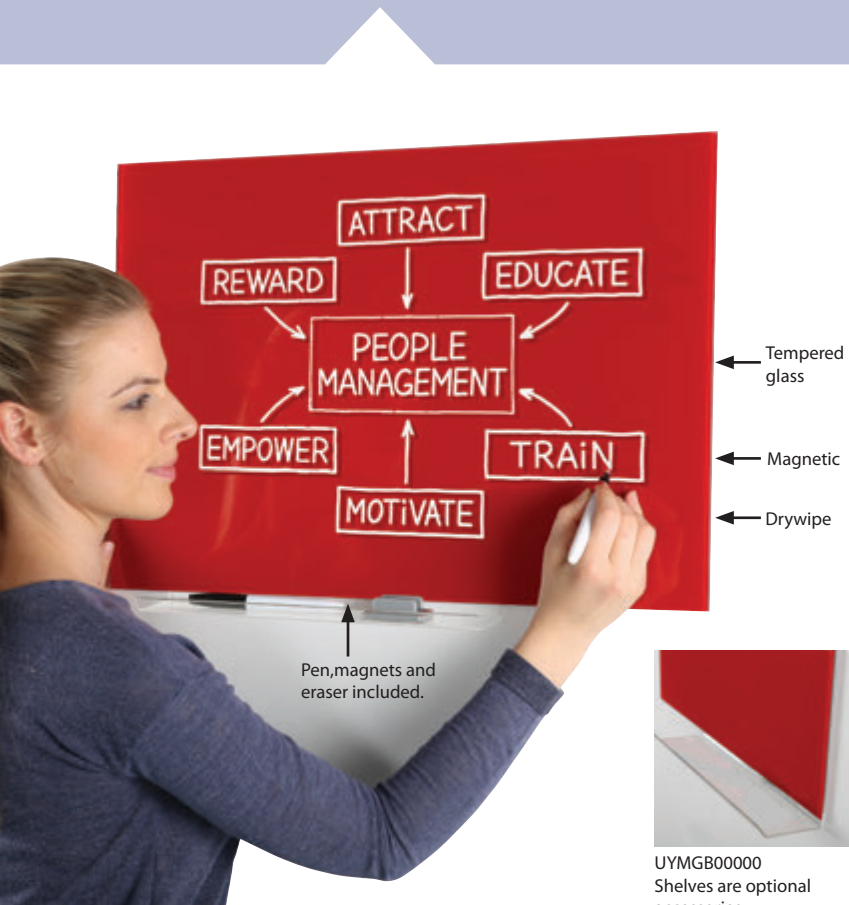 ATTRACT
REWARD
EDUCATE
PEOPLE
MANAGEMENT
EMPOWER
TRAiN
MOTiVATE
Tempered
glass
Magnetic
Drywipe
Pen,magnets and
eraser included.
UYMGB00000
Shelves are optional